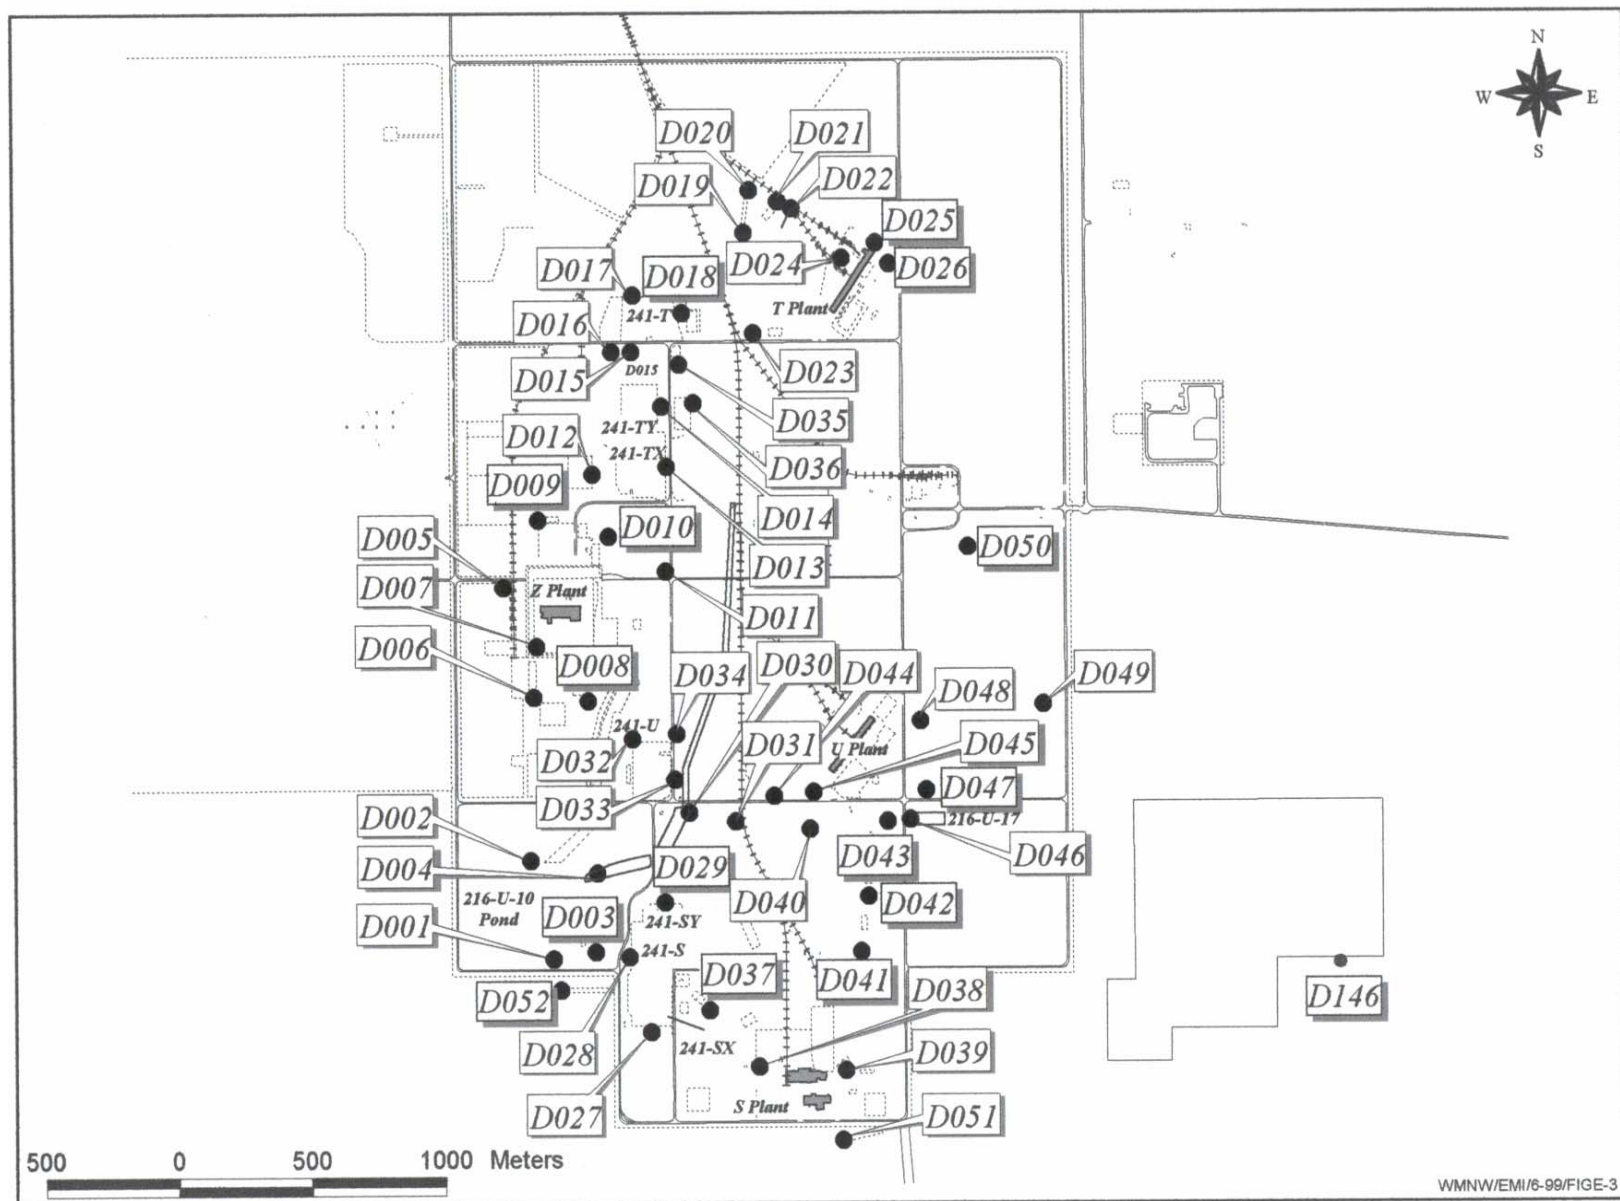 N
W E
S
D020
D021
D019
D022
D025
D024
D026
D017
D018
T Plant
241-T
D016
D015
D015
D023
D035
D012
241-TY
241-TX
D036
D009
D014
D010
D005
D050
D013
D007
Z Plant
D011
D006
D008
D034
D030
D044
D049
D048
241-U
D031
U Plant
D045
D032
D033
D047
D002
216-U-17
D004
D029
D043
D046
216-U-10
Pond
D003
D040
D042
241-SY
D001
241-S
D037
D041
D038
D052
D146
D028
241-SX
D039
D027
S Plant
D051
500 0 500 1000 Meters
WMNW/EMI/6-99/FIGE-3